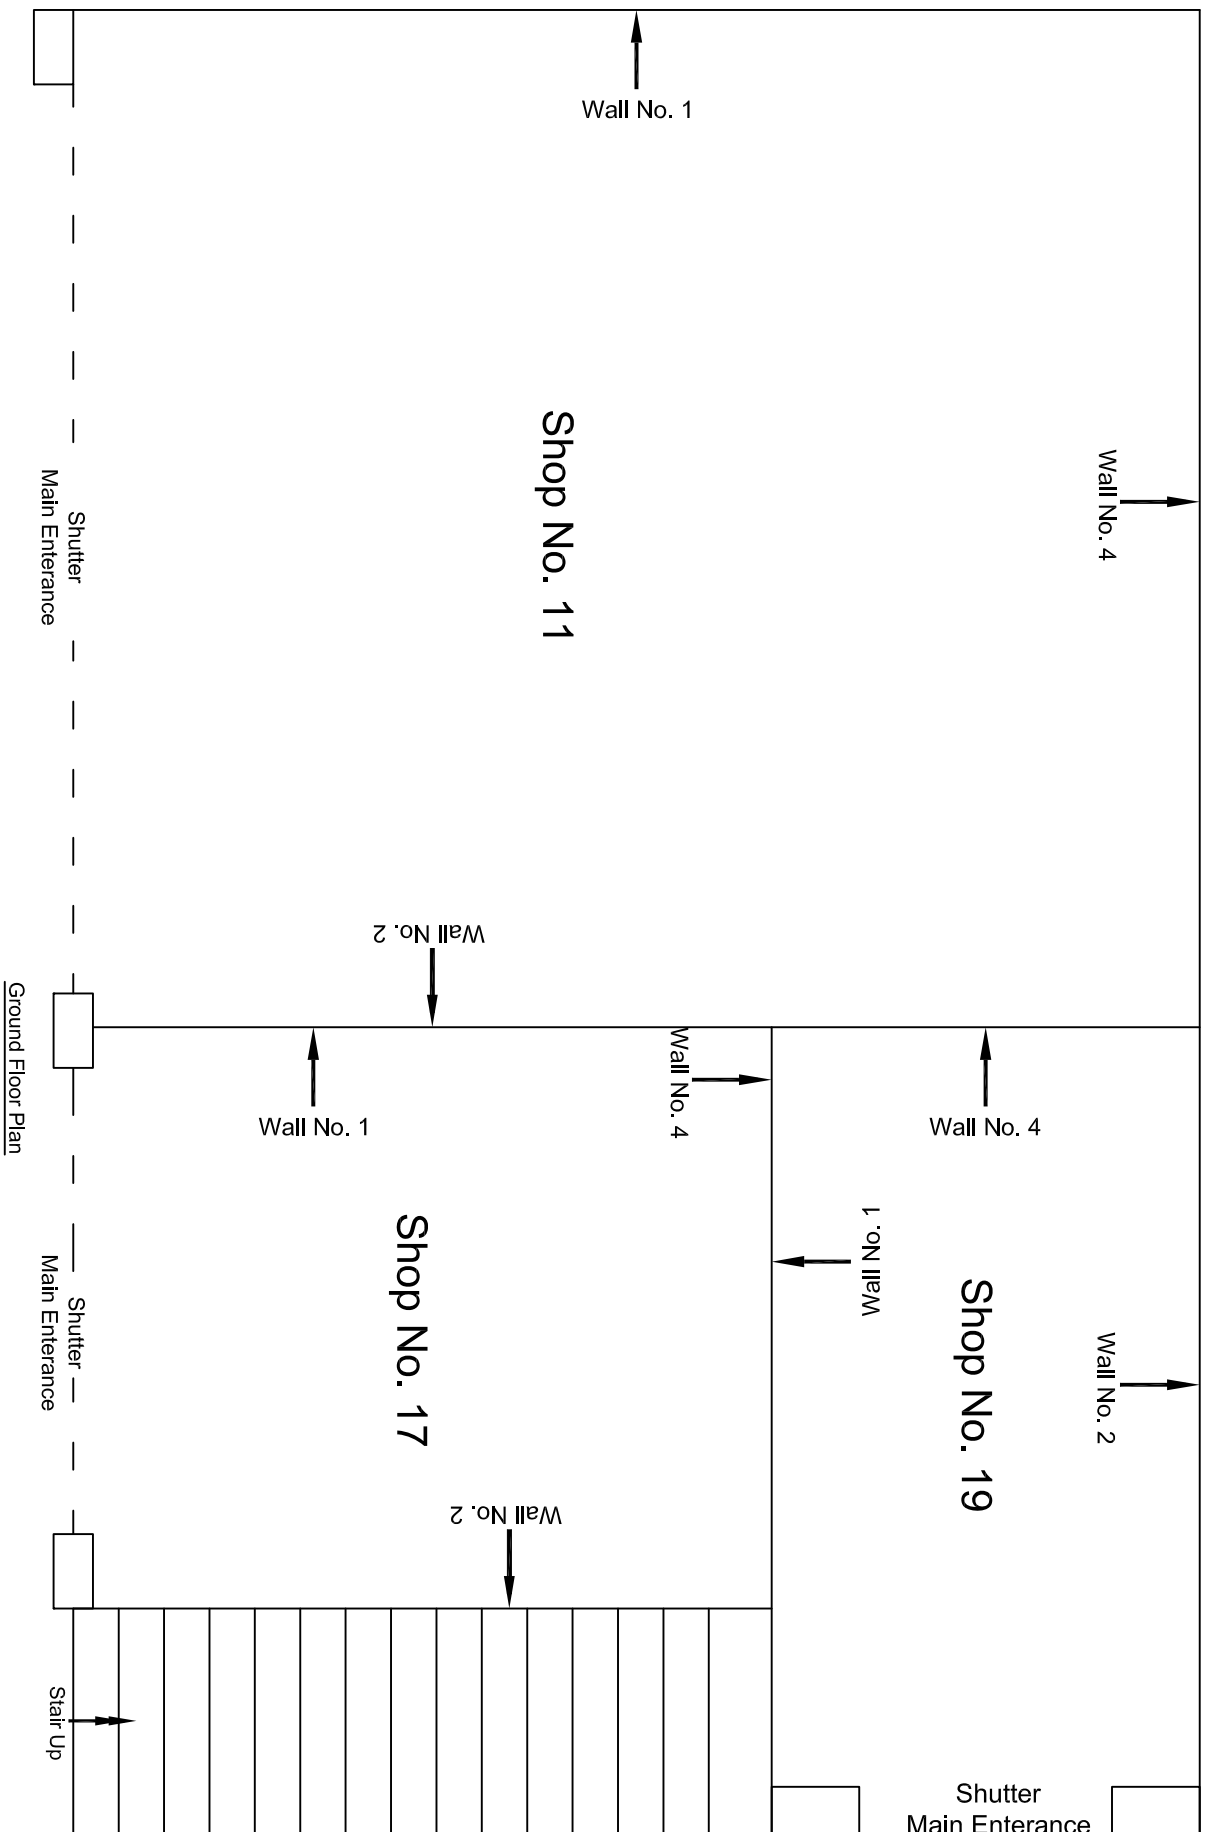 Wall No. 1
Wall No. 4
Shop No. 11
Shutter
Main Enterance
Wall No. 2
Ground Floor Plan
Wall No. 1
Wall No. 4
Wall No. 4
Wall No. 1
Shop No. 17
Shutter
Main Enterance
Shop No. 19
Wall No. 2
Wall No. 2
Stair Up
Shutter
Main Enterance